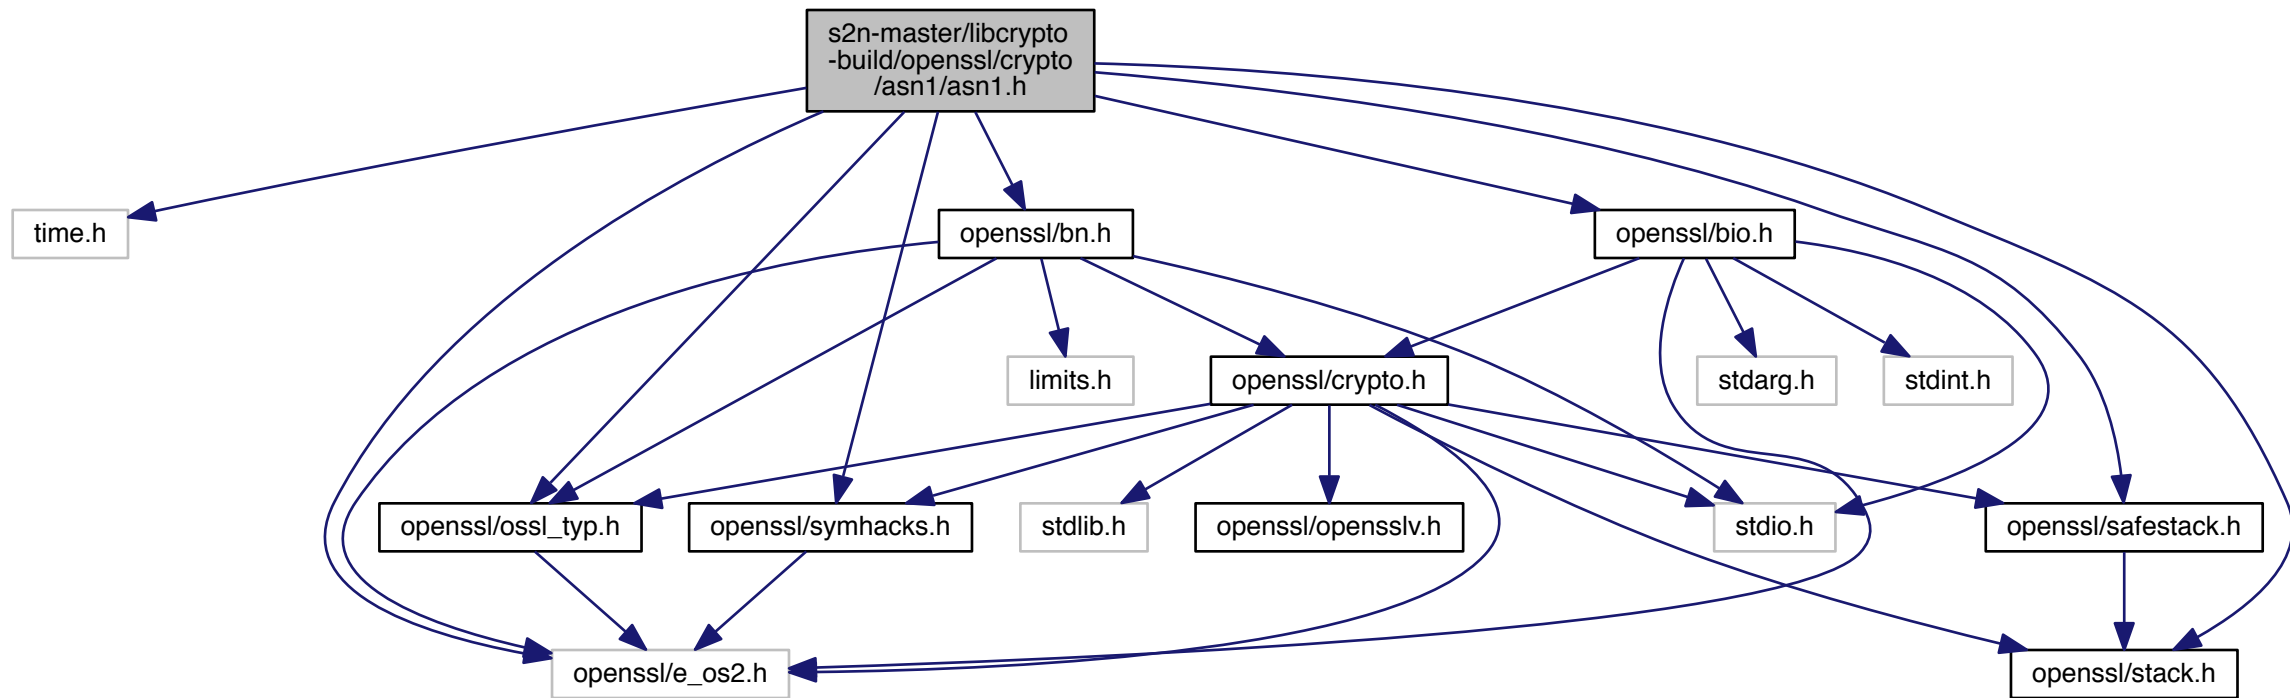 s2n-master/libcrypto
-build/openssl/crypto
/asn1/asn1.h
time.h
openssl/bn.h
openssl/bio.h
limits.h
openssl/crypto.h
stdarg.h
stdint.h
openssl/ossl_typ.h
openssl/symhacks.h
stdlib.h
openssl/opensslv.h
stdio.h
openssl/safestack.h
openssl/e_os2.h
openssl/stack.h